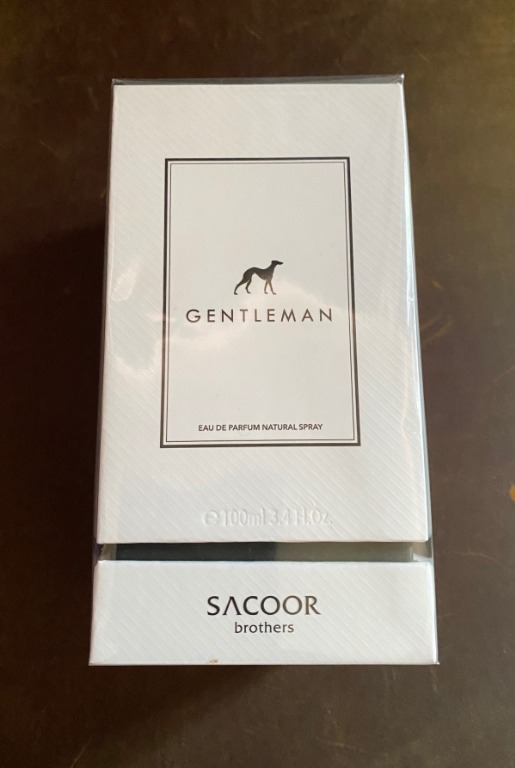 GENTLEMAN
EAU DE PARFUM NATURAL SPRAY
℮100ml 3.4 Fl.Oz.
SACOOR
brothers